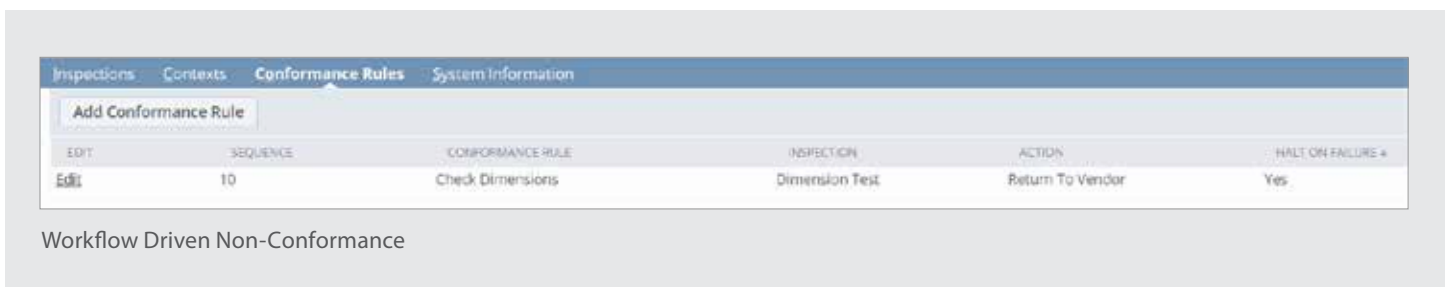 Inspections Contexts Conformance Rules System Information
Add Conformance Rule
EDIT SEQUENCE CONFORMANCE RULE INSPECTION ACTION HALT ON FAILURE
Edit 10 Check Dimensions Dimension Test Return To Vendor Yes
Workflow Driven Non-Conformance